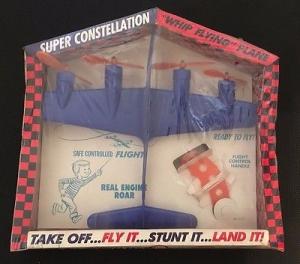 SUPER CONSTELLATION
"WHIP FLYING" PLANE
READY TO FLY!
SAFE CONTROLLED FLIGHT
FLIGHT
CONTROL
HANDLE
REAL ENGINE
ROAR
TAKE OFF...FLY IT...STUNT IT...LAND IT!